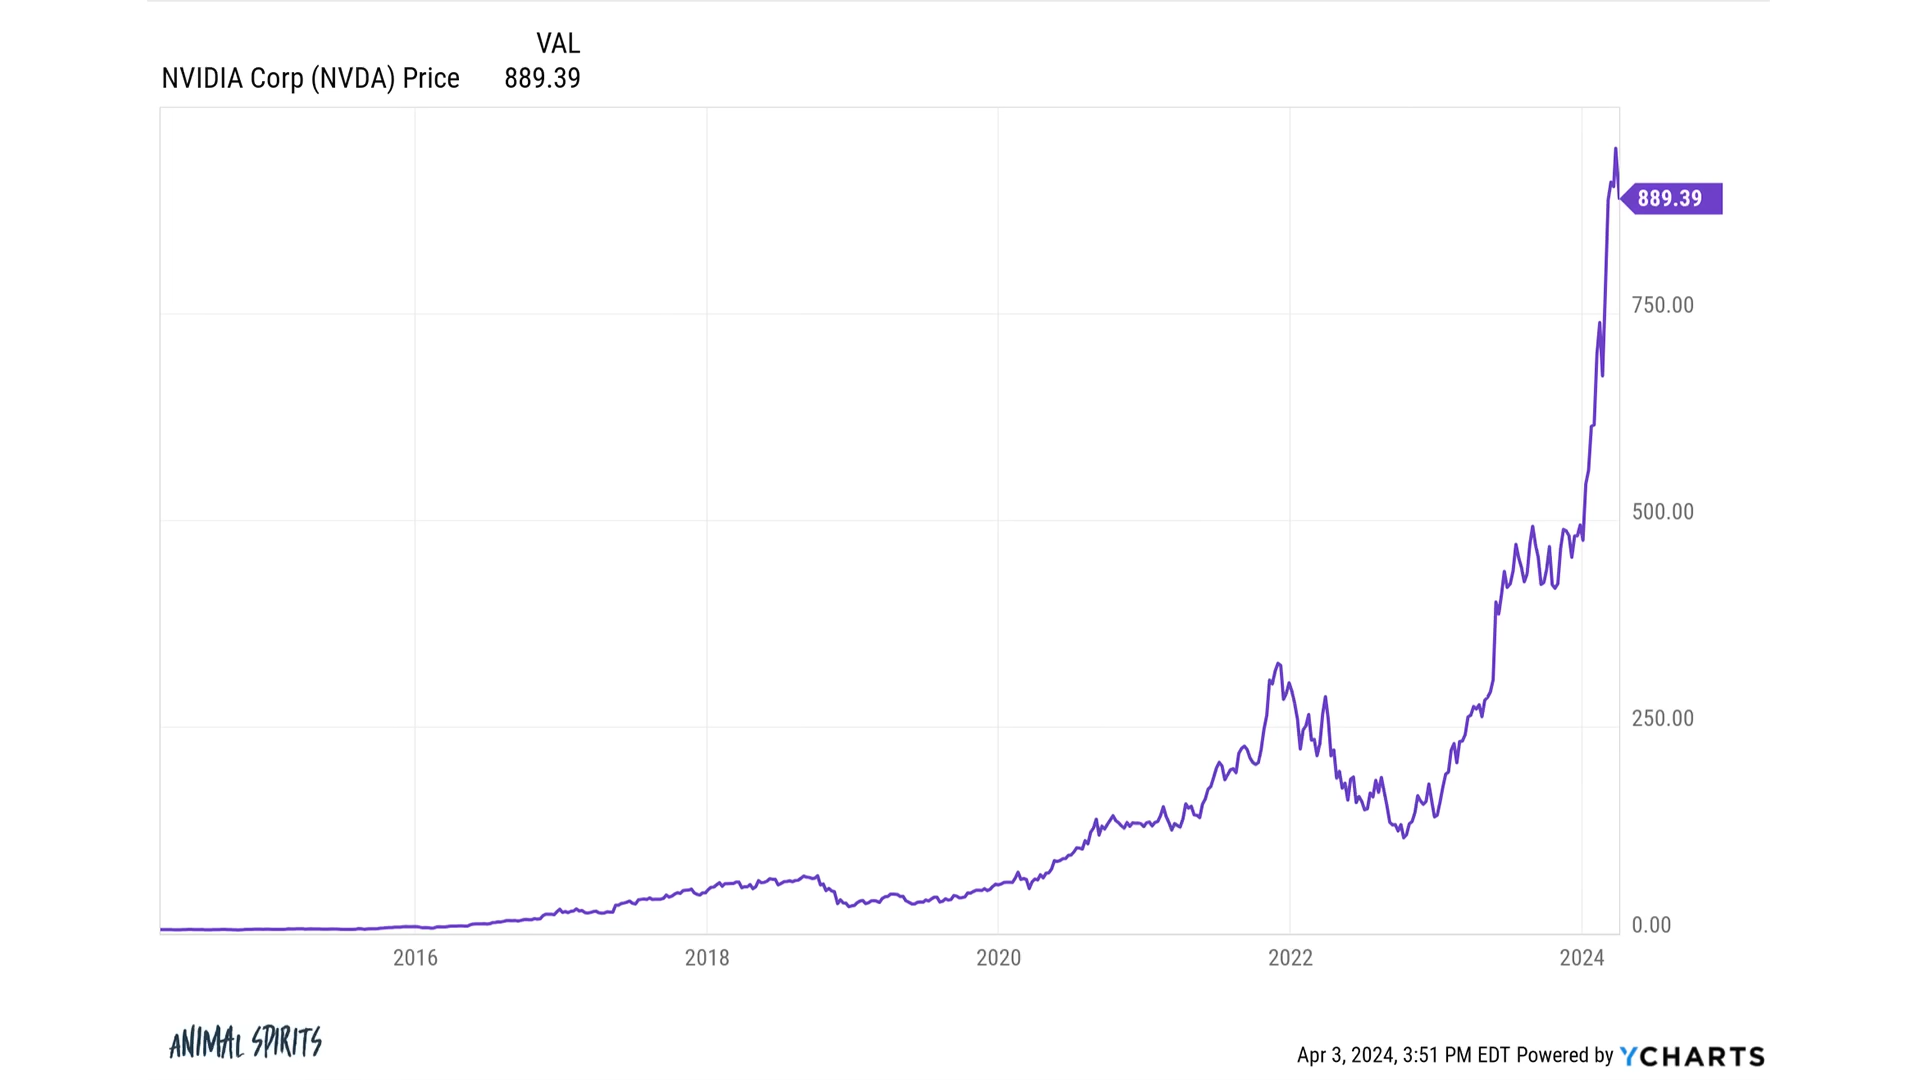 VAL
NVIDIA Corp (NVDA) Price 889.39
889.39
750.00
500.00
250.00
0.00
2016 2018 2020 2022 2024
ANIMAL SPIRITS
Apr 3, 2024, 3:51 PM EDT Powered by YCHARTS